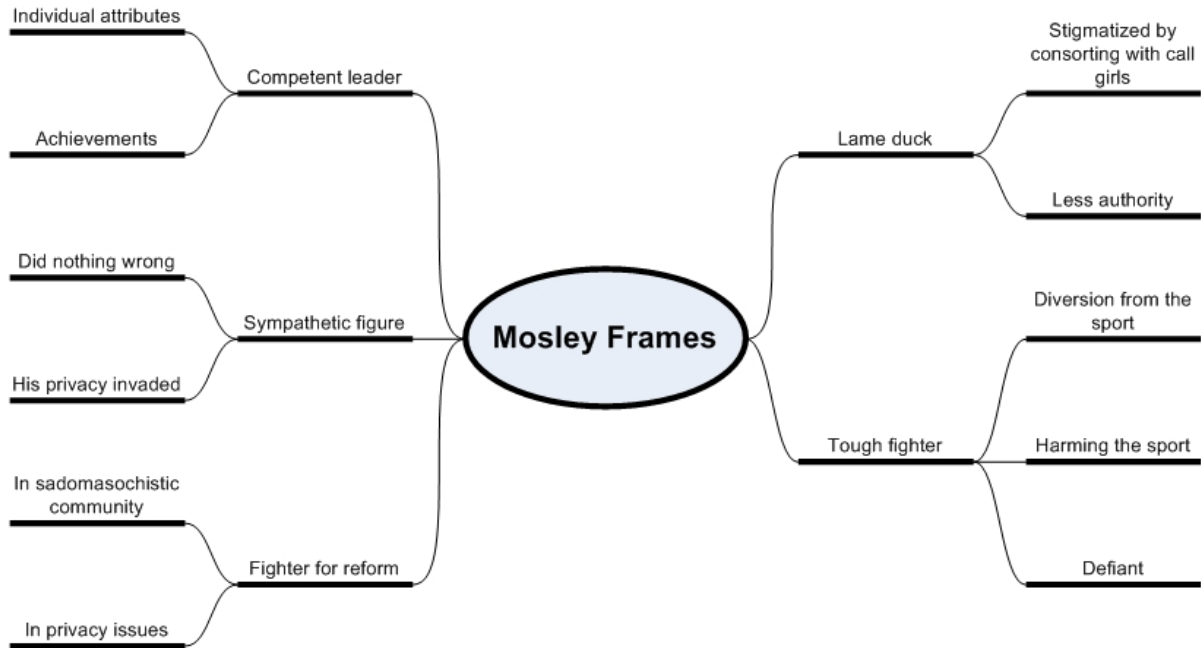 Individual attributes
Competent leader
Achievements
Did nothing wrong
Sympathetic figure
His privacy invaded
In sadomasochistic
community
Fighter for reform
In privacy issues
Mosley Frames
Stigmatized by
consorting with call
girls
Lame duck
Less authority
Diversion from the
sport
Tough fighter
Harming the sport
Defiant